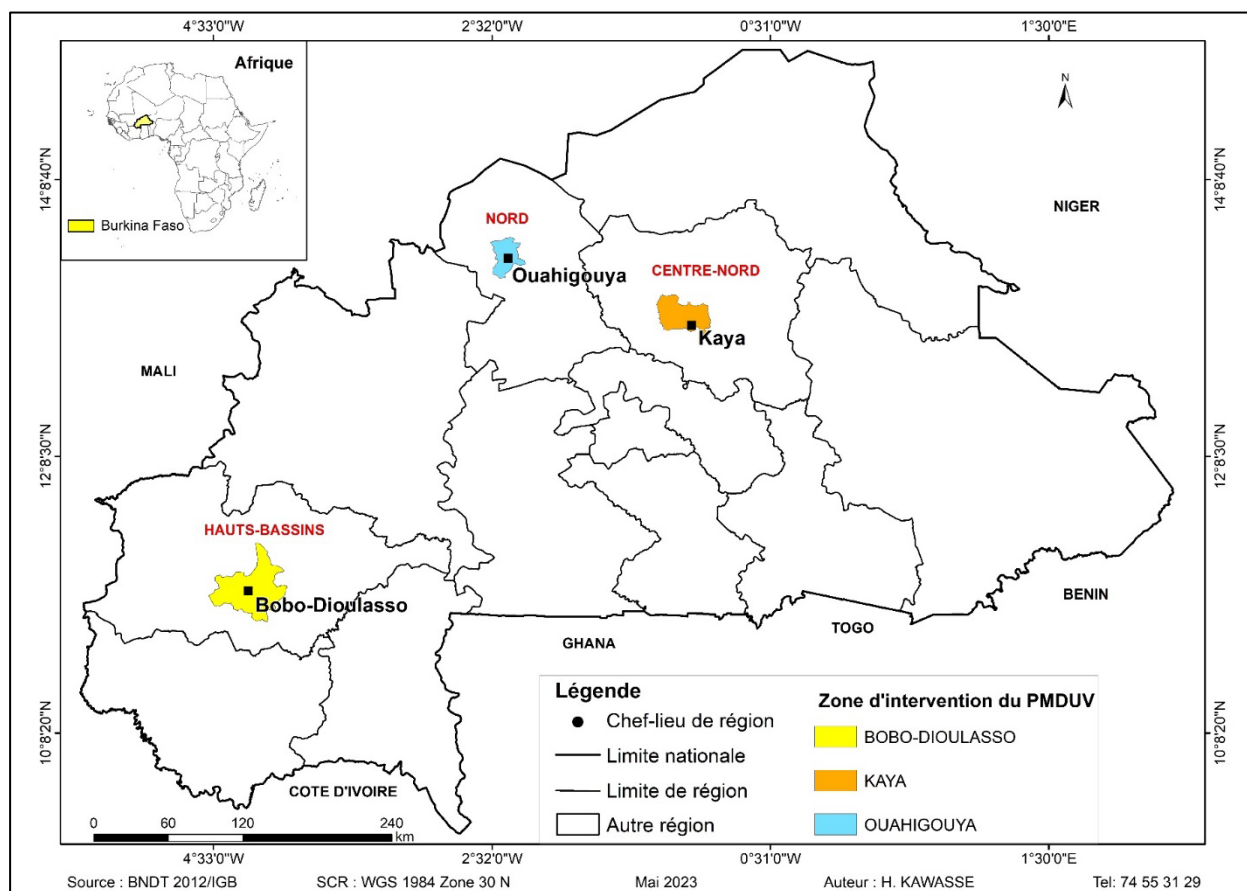 4°33'0"W 2°32'0"W 0°31'0"W 1°30'0"W
Afrique
Burkina Faso
N
14°8'40"N
14°8'40"N
NIGER
NORD
Ouahigouya
CENTRE-NORD
Kaya
MALI
12°8'30"N
12°8'30"N
HAUTS-BASSINS
Bobo-Dioulasso
BENIN
TOGO
GHANA
COTE D'IVOIRE
10°8'20"N
10°8'20"N
Légende
Chef-lieu de région
Limite nationale
Limite de région
Autre région
Zone d'intervention du PMDUV
BOBO-DIOULASSO
KAYA
OUAHIGOUYA
0 60 120 240
km
4°33'0"W 2°32'0"W 0°31'0"W 1°30'0"W
Source : BNDT 2012/IGB SCR : WGS 1984 Zone 30 N Mai 2023 Auteur : H. KAWASSE Tel: 74 55 31 29